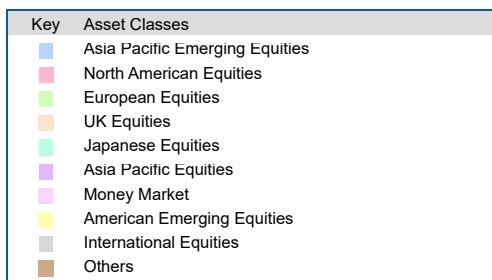 Key Asset Classes
Asia Pacific Emerging Equities
North American Equities
European Equities
UK Equities
Japanese Equities
Asia Pacific Equities
Money Market
American Emerging Equities
International Equities
Others